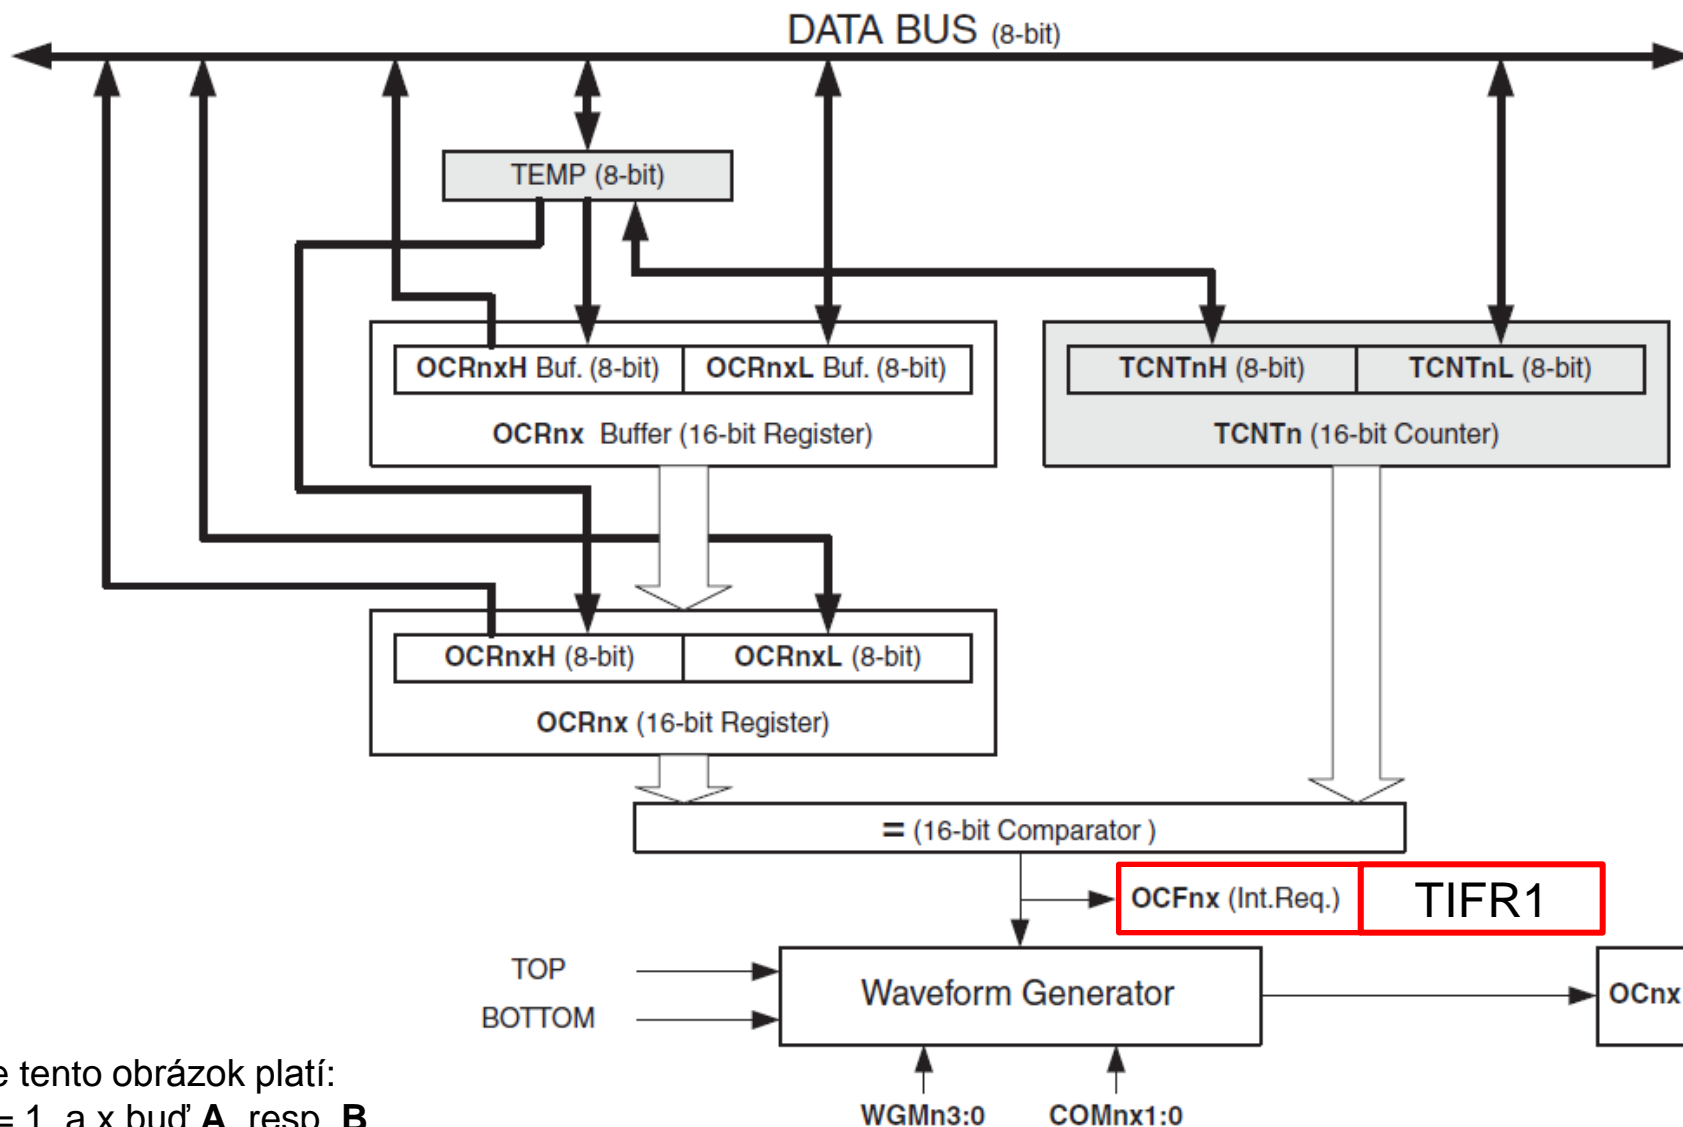 DATA BUS (8-bit)
TEMP (8-bit)
OCRnxH Buf. (8-bit) OCRnxL Buf. (8-bit)
TCNTnH (8-bit) TCNTnL (8-bit)
OCRnx Buffer (16-bit Register)
TCNTn (16-bit Counter)
OCRnxH (8-bit) OCRnxL (8-bit)
OCRnx (16-bit Register)
= (16-bit Comparator )
OCFnx (Int.Req.) TIFR1
TOP
BOTTOM
Waveform Generator
OCnx
WGMn3:0 COMnx1:0
e tento obrázok platí:
= 1, a x buď A, resp. B